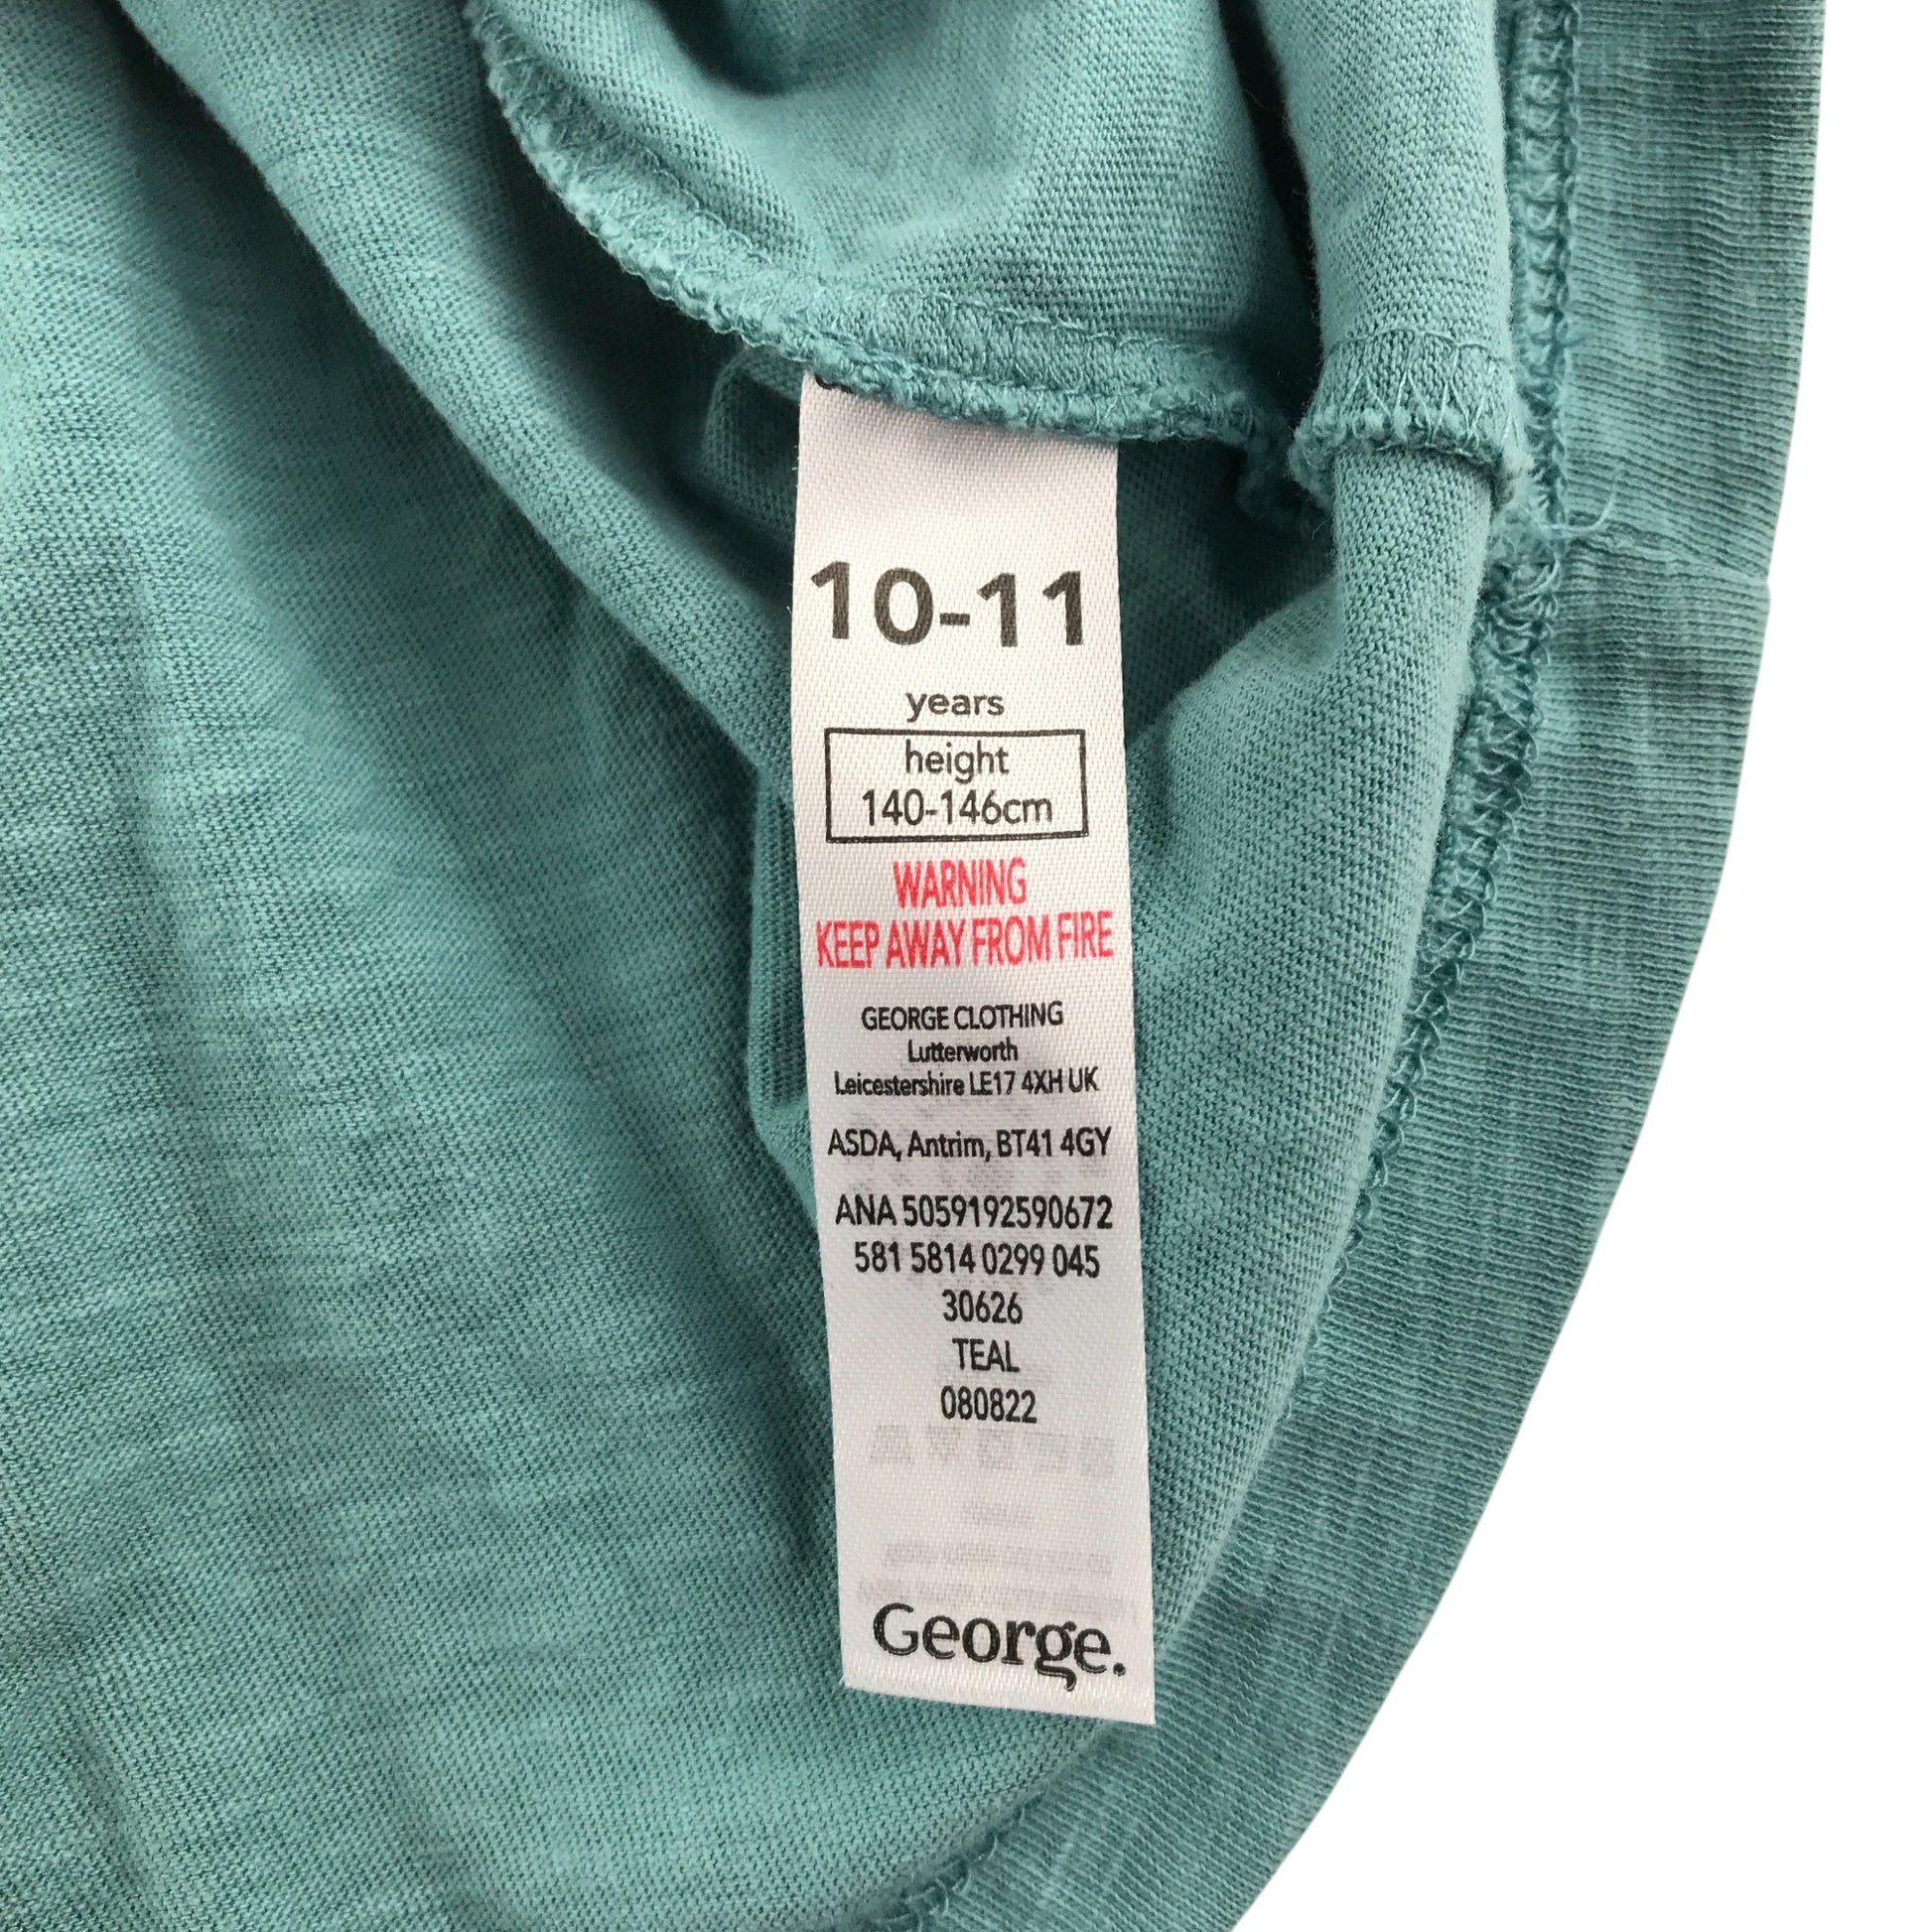 10-11
years
height
140-146cm
WARNING
KEEP AWAY FROM FIRE
GEORGE CLOTHING
Lutterworth
Leicestershire LE17 4XH UK
ASDA, Antrim, BT41 4GY
ANA 5059192590672
581 5814 0299 045
30626
TEAL
080822
George.